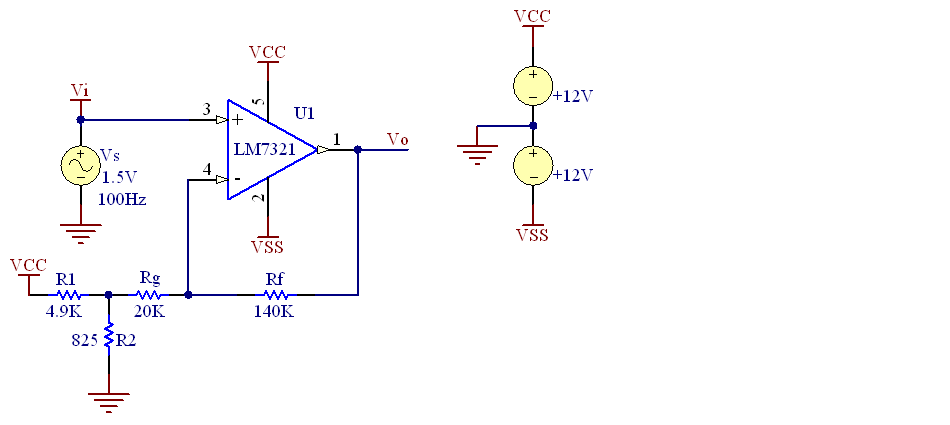 VCC
VCC
Vi
5
3
U1
+12V
+
LM7321
1
Vo
Vs
1.5V
100Hz
4
-
2
+12V
VSS
VSS
VCC
R1
Rg
Rf
4.9K
20K
140K
825
R2